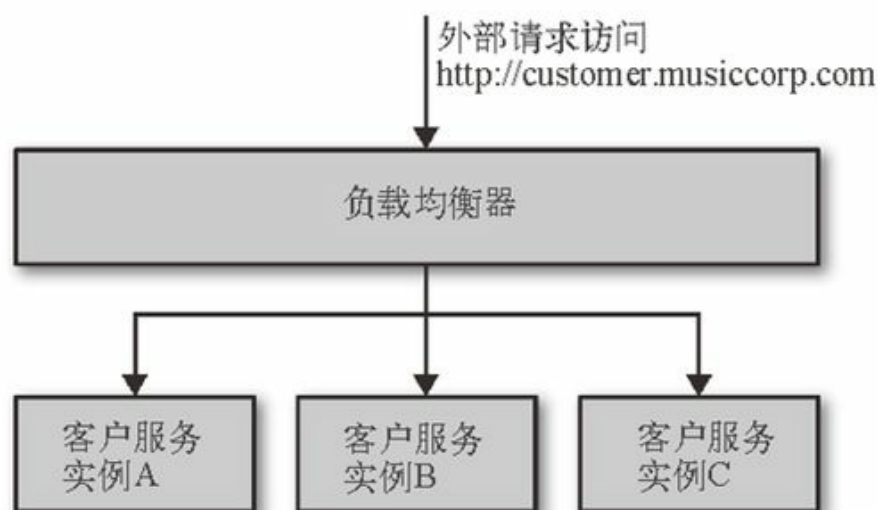 外部请求访问
http://customer.musiccorp.com
负载均衡器
客户服务
实例A
客户服务
实例B
客户服务
实例C